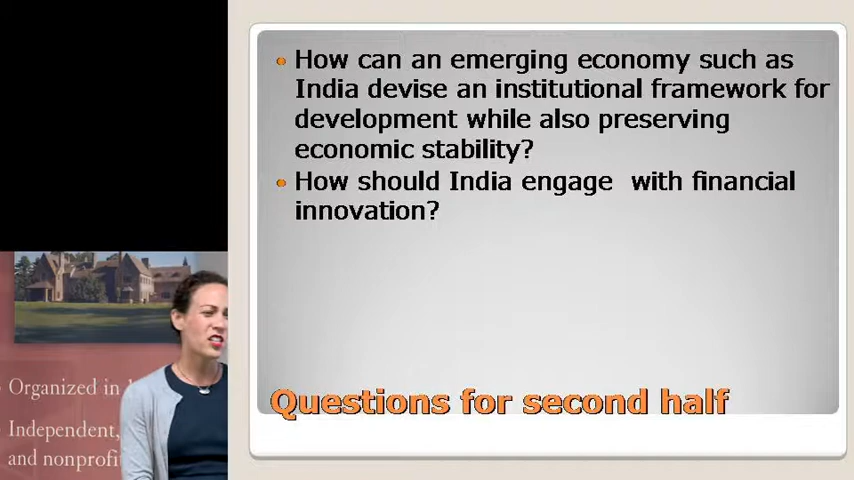 How can an emerging economy such as
India devise an institutional framework for
development while also preserving
economic stability?
How should India engage with financial
innovation?
Questions for second half
Organized in
Independent,
and nonprofi